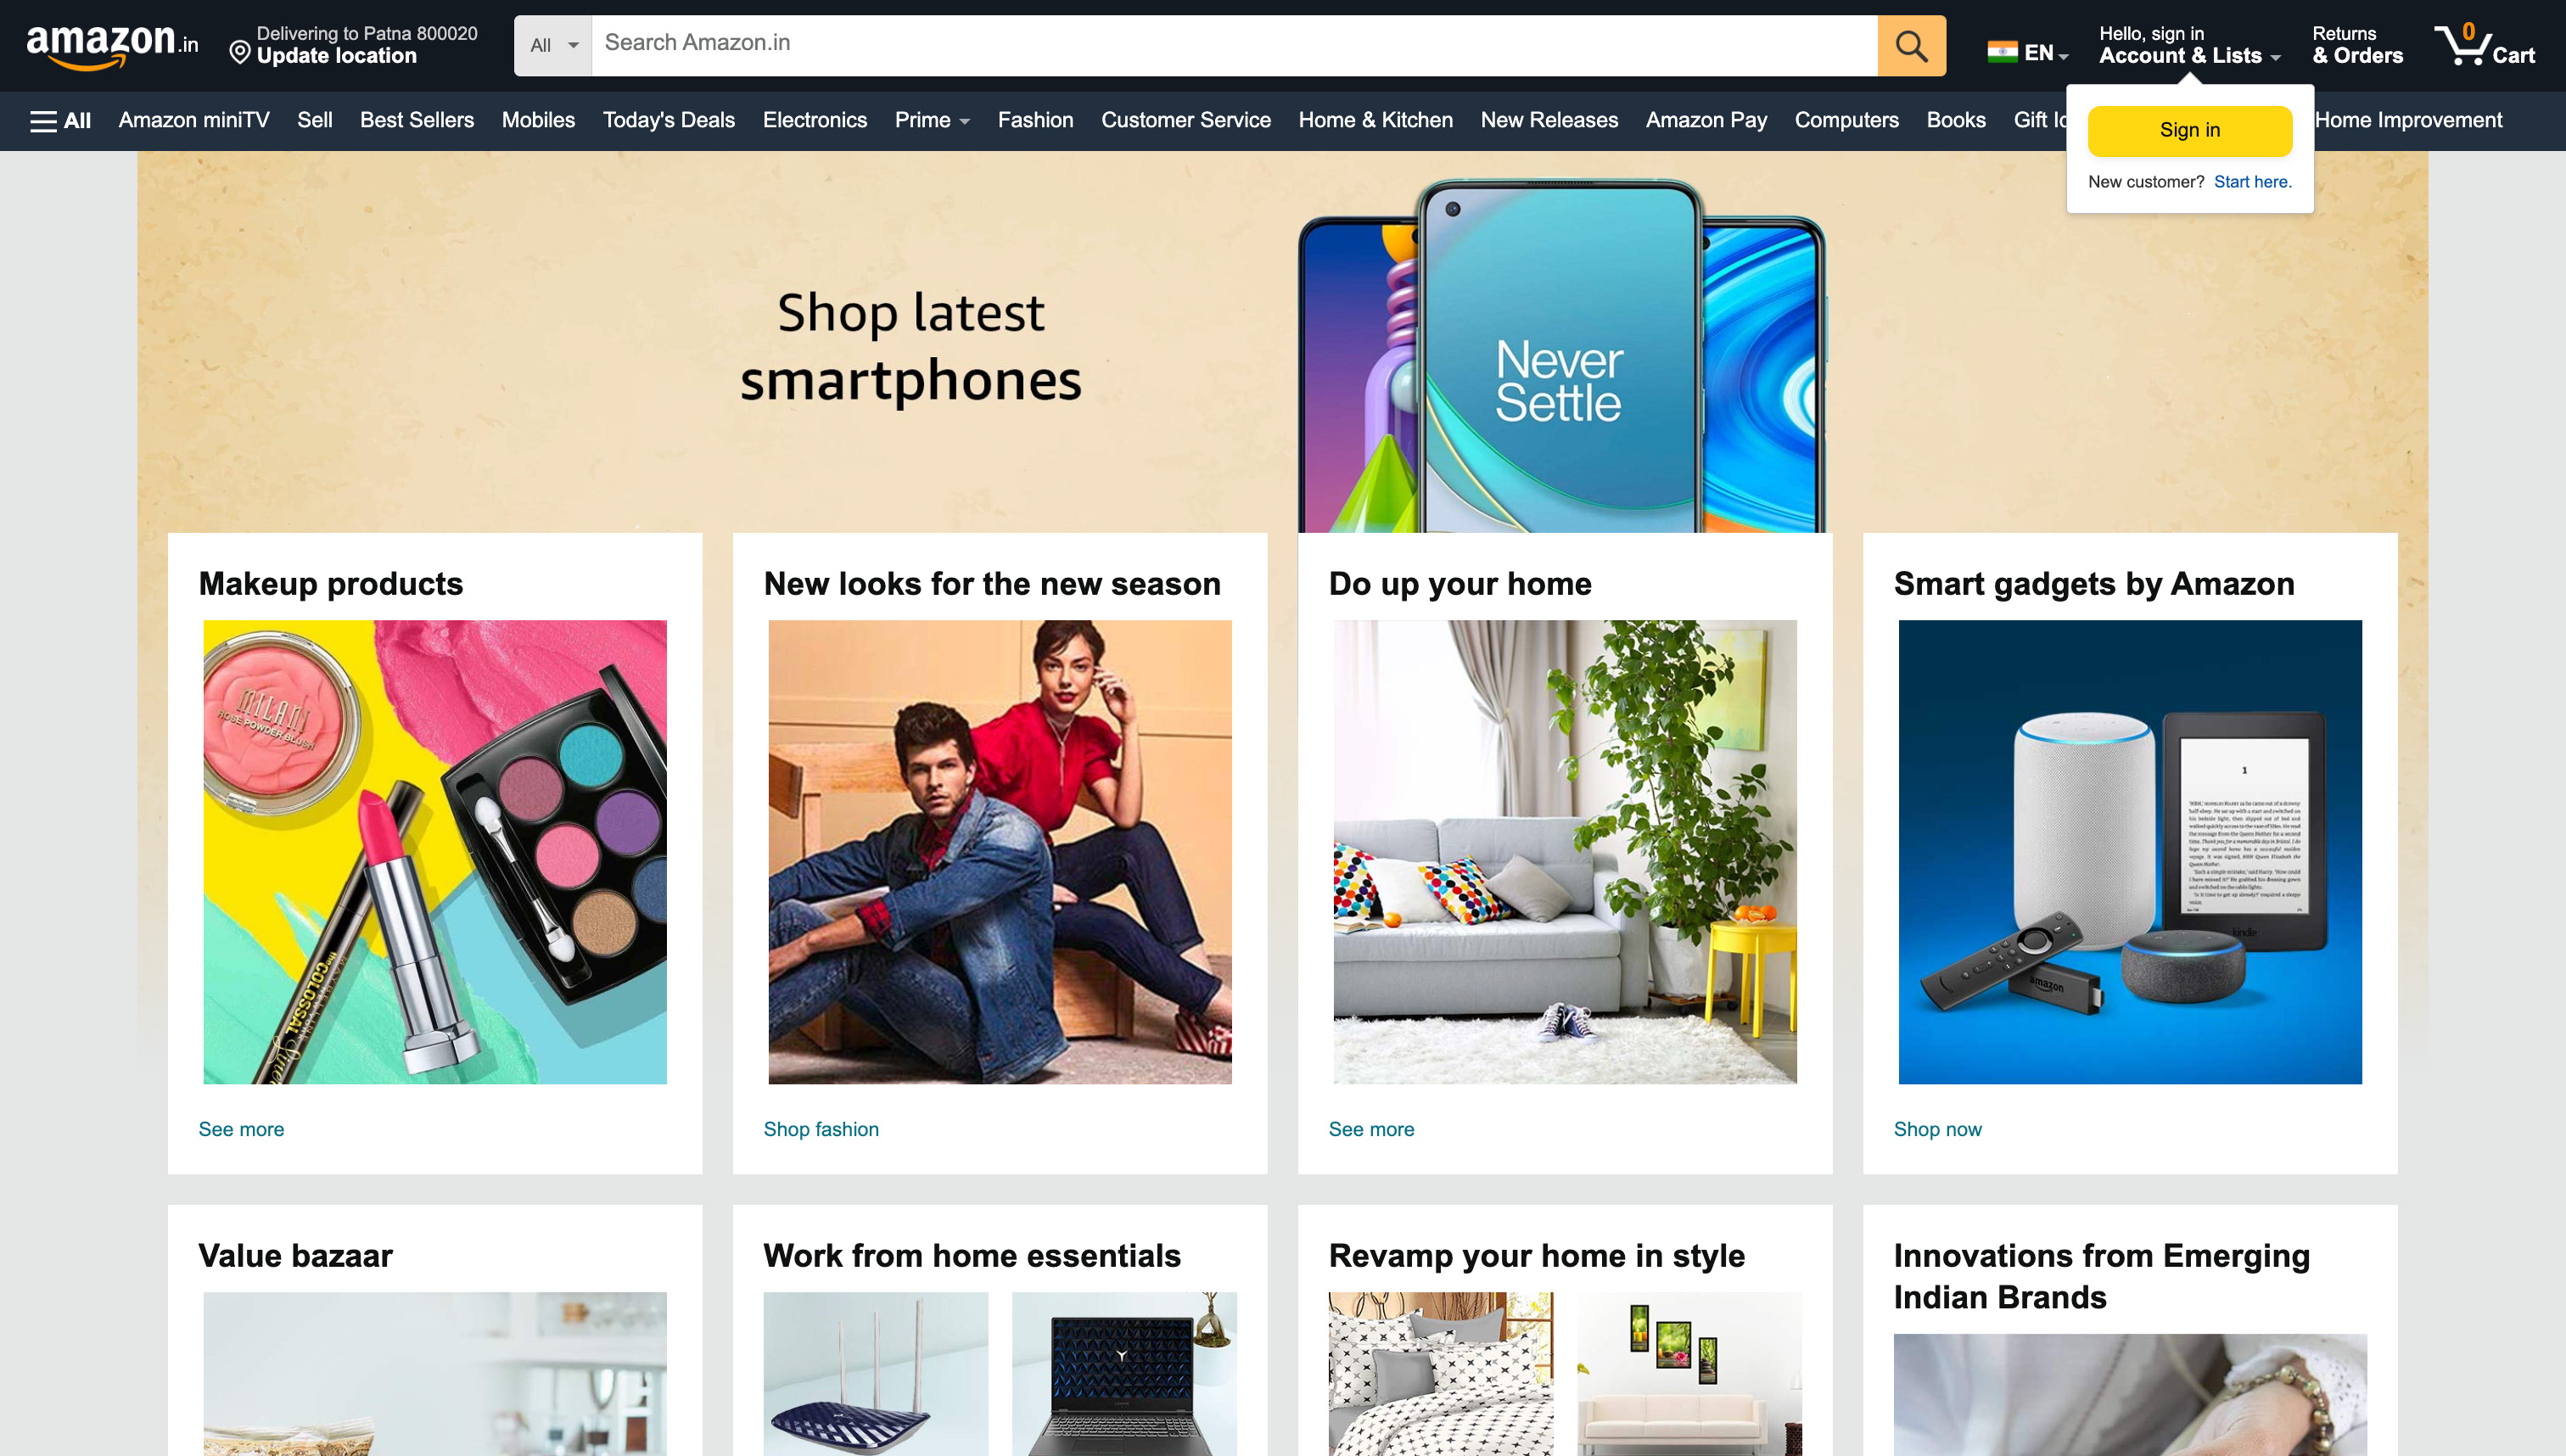 amazon.in
Delivering to Patna 800020
Update location
All
Search Amazon.in
EN
Hello, sign in
Account & Lists
Returns
& Orders
0
Cart
All
Amazon miniTV
Sell
Best Sellers
Mobiles
Today's Deals
Electronics
Prime
Fashion
Customer Service
Home & Kitchen
New Releases
Amazon Pay
Computers
Books
Gift
Home Improvement
Sign in
New customer? Start here.
Shop latest
smartphones
Never
Settle
Makeup products
MILANI
ROSE POWDER BLUSH
the COLOSSAL
See more
New looks for the new season
Shop fashion
Do up your home
See more
Smart gadgets by Amazon
1
kindle
amazon
Shop now
Value bazaar
Work from home essentials
Revamp your home in style
Innovations from Emerging
Indian Brands